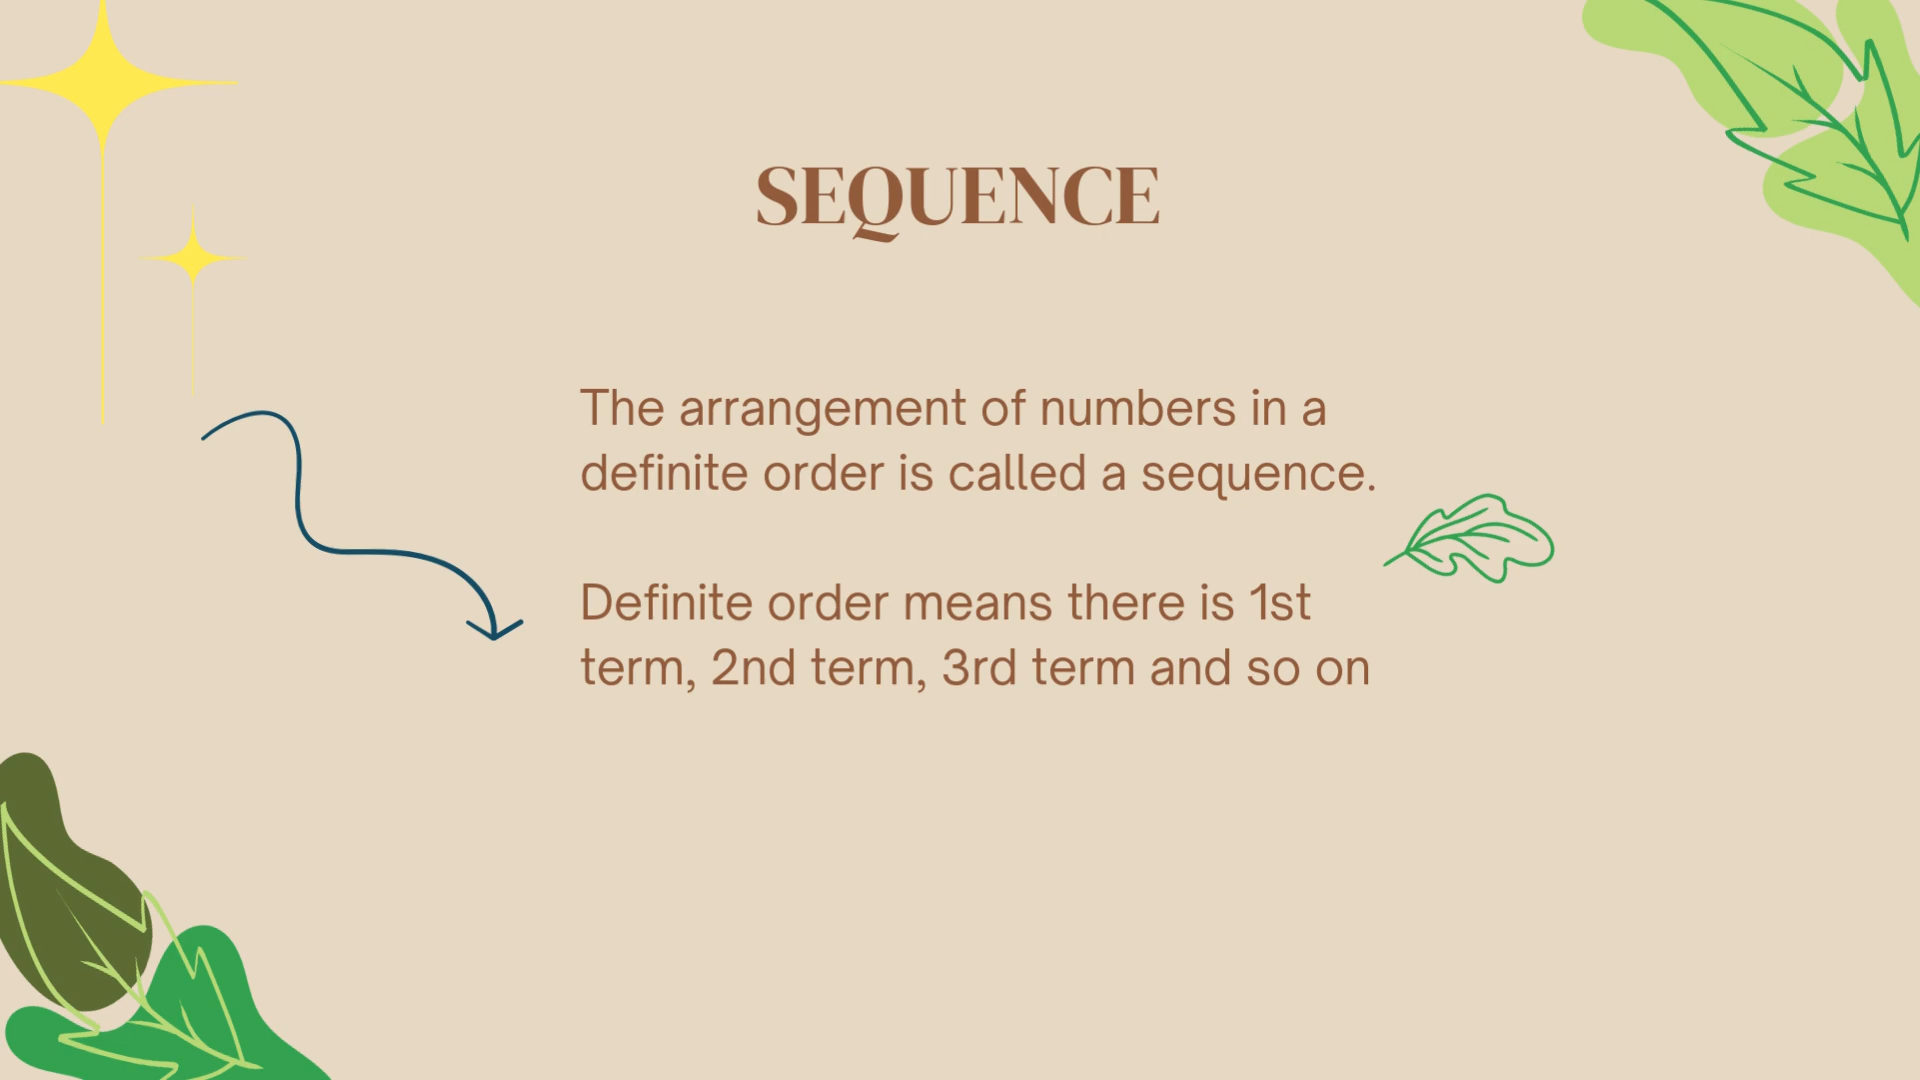 SEQUENCE
The arrangement of numbers in a
definite order is called a sequence.
Definite order means there is 1st
term, 2nd term, 3rd term and so on